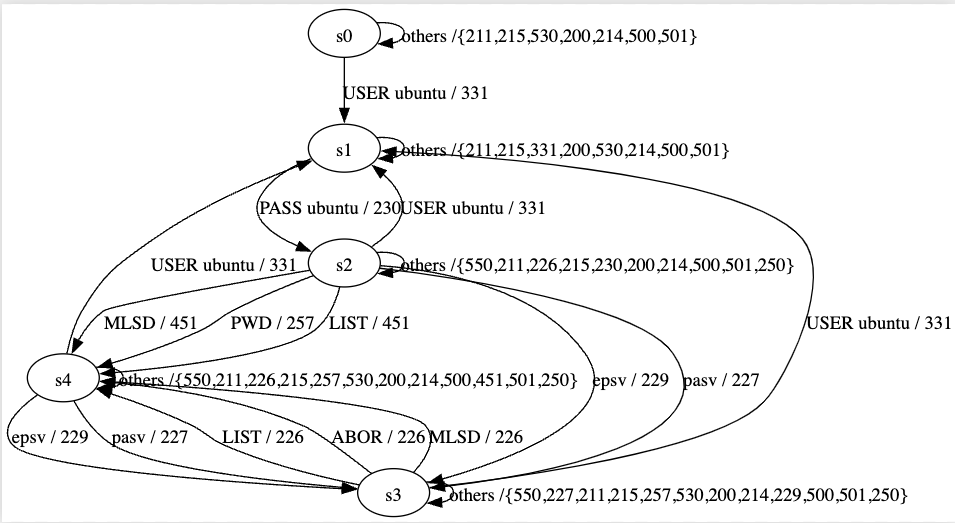 s0
others /{211,215,530,200,214,500,501}
USER ubuntu / 331
s1
others /{211,215,331,200,530,214,500,501}
PASS ubuntu / 230
USER ubuntu / 331
USER ubuntu / 331
s2
others /{550,211,226,215,230,200,214,500,501,250}
MLSD / 451
PWD / 257
LIST / 451
USER ubuntu / 331
s4
others /{550,211,226,215,257,530,200,214,500,451,501,250}
epsv / 229
pasv / 227
epsv / 229
pasv / 227
LIST / 226
ABOR / 226
MLSD / 226
s3
others /{550,227,211,215,257,530,200,214,229,500,501,250}